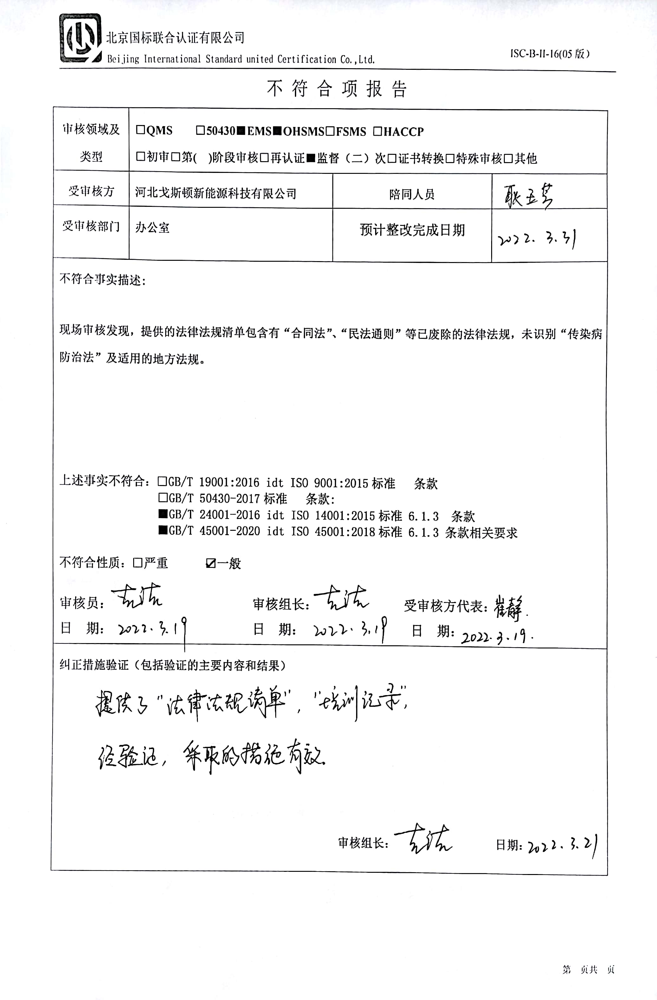 北京国标联合认证有限公司
Beijing International Standard united Certification Co.,Ltd.
ISC-B-II-16(05版)
不符合项报告
审核领域及类型
□QMS □50430■EMS■OHSMS□FSMS □HACCP
□初审□第( )阶段审核□再认证■监督（二）次□证书转换□特殊审核□其他
受审核方 河北戈斯顿新能源科技有限公司 陪同人员
受审核部门 办公室 预计整改完成日期 2022.3.31
不符合事实描述：
现场审核发现，提供的法律法规清单包含有“合同法”、“民法通则”等已废除的法律法规，未识别“传染病
防治法”及适用的地方法规。
上述事实不符合：□GB/T 19001:2016 idt ISO 9001:2015标准 条款
□GB/T 50430-2017标准 条款：
■GB/T 24001-2016 idt ISO 14001:2015标准 6.1.3 条款
■GB/T 45001-2020 idt ISO 45001:2018标准 6.1.3 条款相关要求
不符合性质：□严重 ☑一般
审核员： 审核组长： 受审核方代表：崔静.
日 期：2022.3.19 日 期：2022.3.19 日 期：2022.3.19.
纠正措施验证（包括验证的主要内容和结果）
提供了“法律法规清单”，“培训记录”，
经验证，采取的措施有效。
审核组长： 日期：2022.3.21
第 页共 页